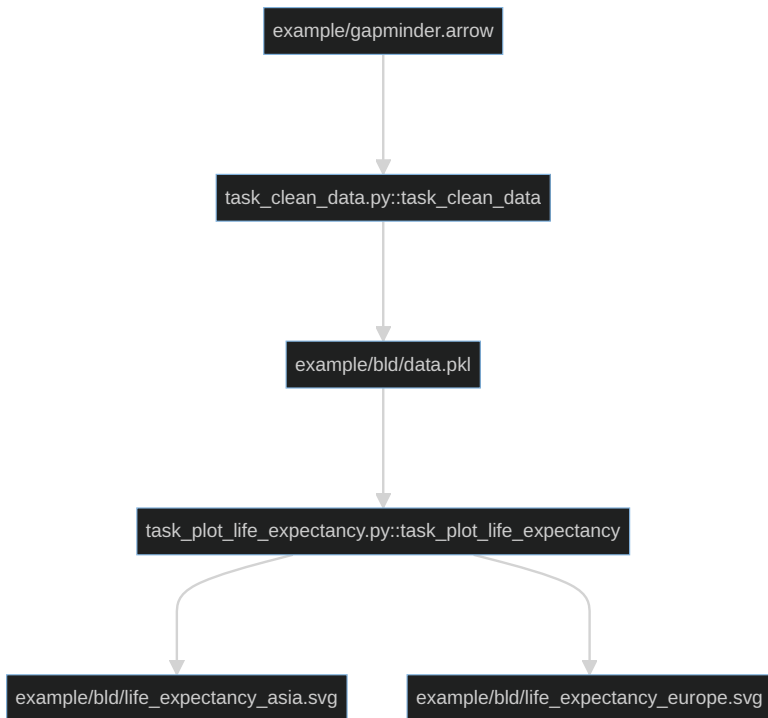 example/gapminder.arrow
task_clean_data.py::task_clean_data
example/bld/data.pkl
task_plot_life_expectancy.py::task_plot_life_expectancy
example/bld/life_expectancy_asia.svg
example/bld/life_expectancy_europe.svg